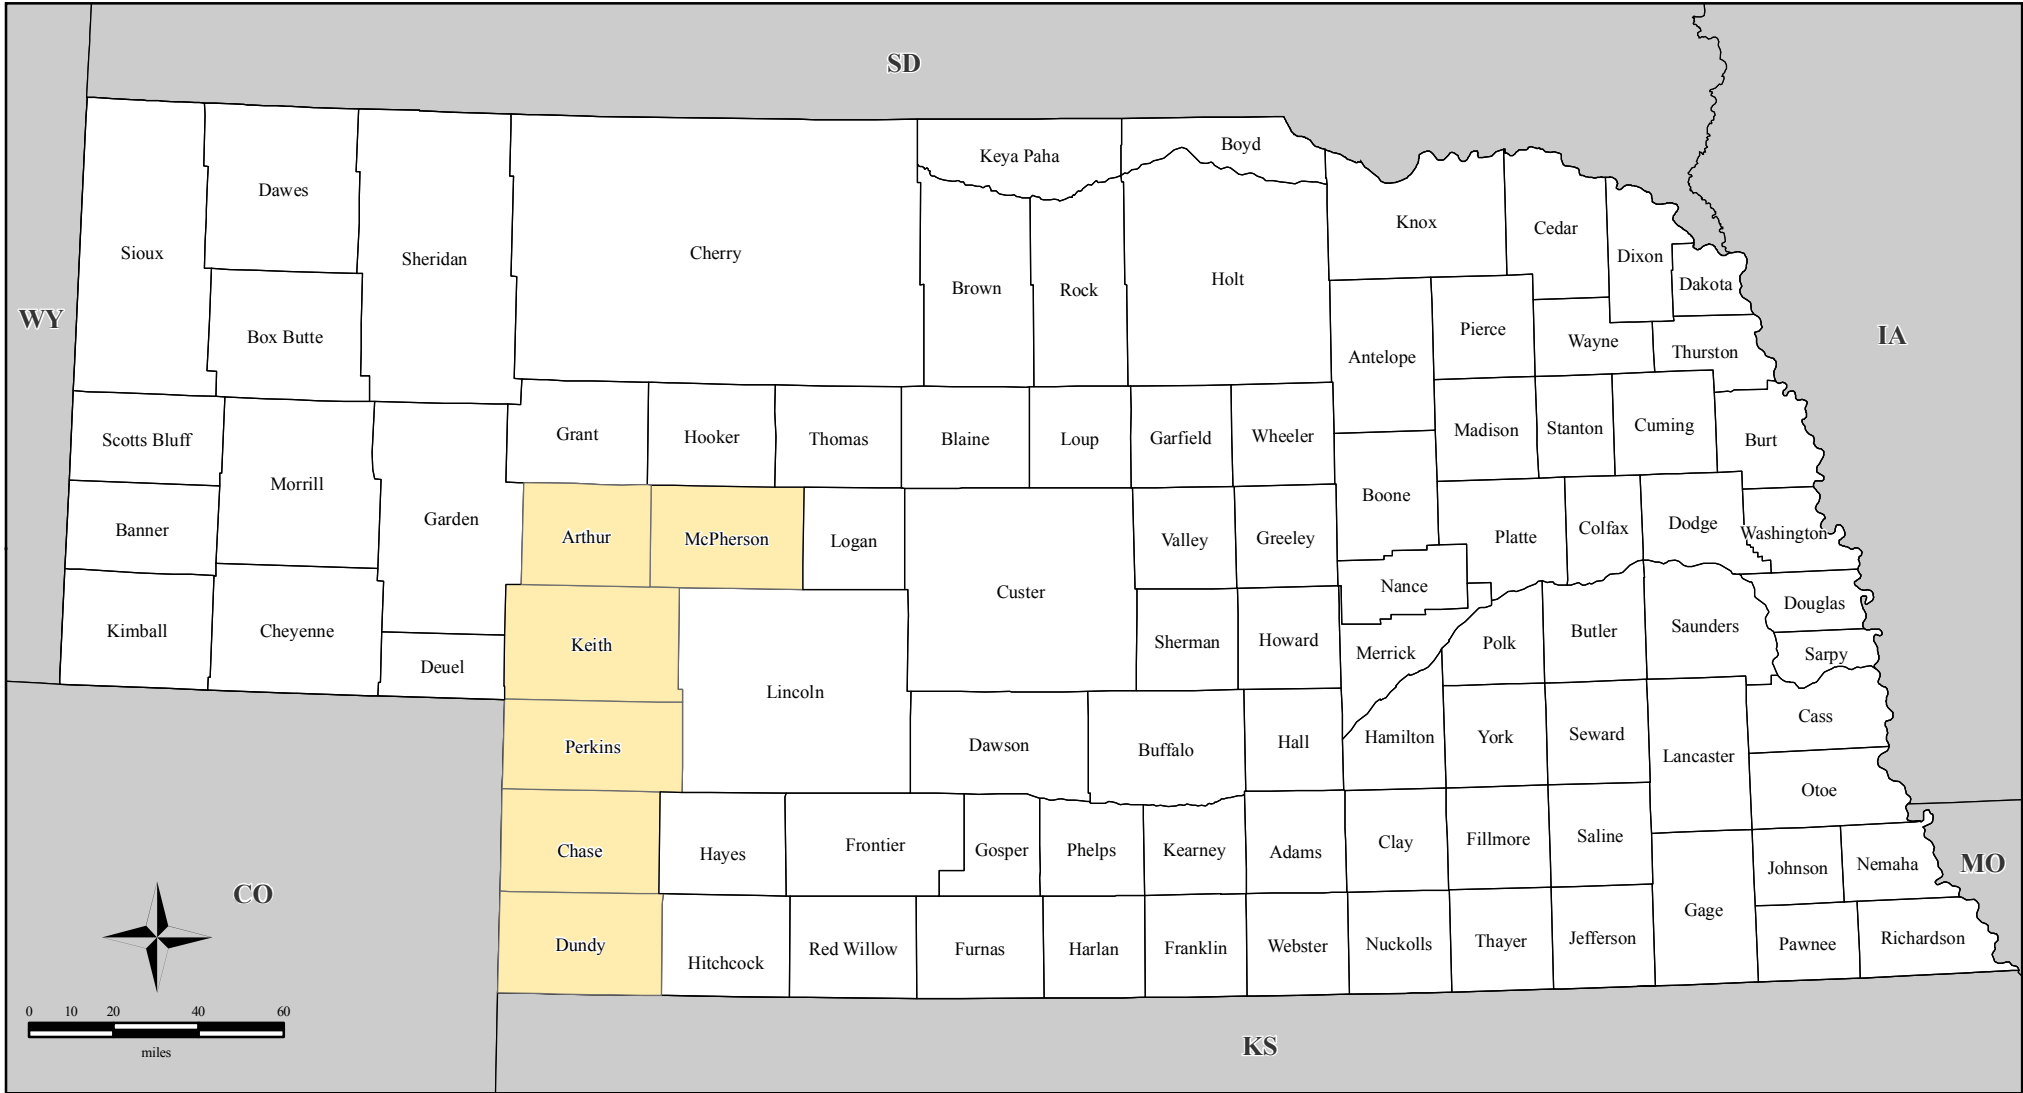 SD
Keya Paha
Boyd
Dawes
Knox
Cedar
Sioux
Sheridan
Cherry
Dixon
Holt
Dakota
Brown
Rock
WY
Box Butte
Pierce
Wayne
IA
Antelope
Thurston
Scotts Bluff
Grant
Hooker
Thomas
Blaine
Loup
Garfield
Wheeler
Madison
Stanton
Cuming
Burt
Morrill
Boone
Garden
Banner
Arthur
McPherson
Logan
Valley
Greeley
Platte
Colfax
Dodge
Washington
Custer
Nance
Douglas
Kimball
Cheyenne
Keith
Sherman
Howard
Merrick
Polk
Butler
Saunders
Sarpy
Deuel
Lincoln
Cass
Perkins
Dawson
Buffalo
Hall
Hamilton
York
Seward
Lancaster
Otoe
Chase
Hayes
Frontier
Gosper
Phelps
Kearney
Adams
Clay
Fillmore
Saline
Johnson
Nemaha
MO
CO
Gage
Dundy
Hitchcock
Red Willow
Furnas
Harlan
Franklin
Webster
Nuckolls
Thayer
Jefferson
Pawnee
Richardson
0 10 20 40 60
miles
KS